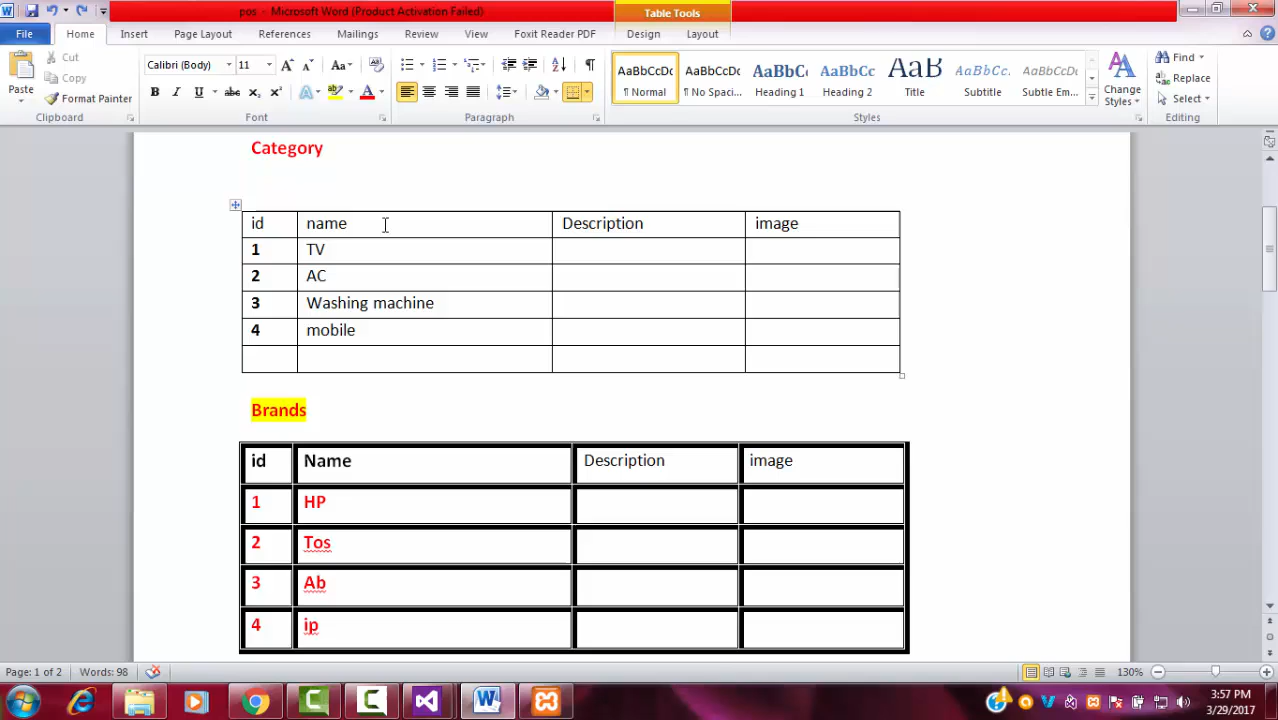 pos - Microsoft Word (Product Activation Failed)
Table Tools
File Home Insert Page Layout References Mailings Review View Foxit Reader PDF Design Layout
Paste
Cut
Copy
Format Painter
Clipboard
Calibri (Body) 11
Font
Paragraph
AaBbCcDc AaBbCcDc AaBbCc AaBbCc AaB AaBbCc. AaBbCcDc
¶ Normal ¶ No Spaci... Heading 1 Heading 2 Title Subtitle Subtle Em...
Change Styles
Styles
Find
Replace
Select
Editing
Category
id name Description image
1 TV
2 AC
3 Washing machine
4 mobile
Brands
id Name Description image
1 HP
2 Tos
3 Ab
4 ip
Page: 1 of 2 Words: 98 130%
3:57 PM
3/29/2017